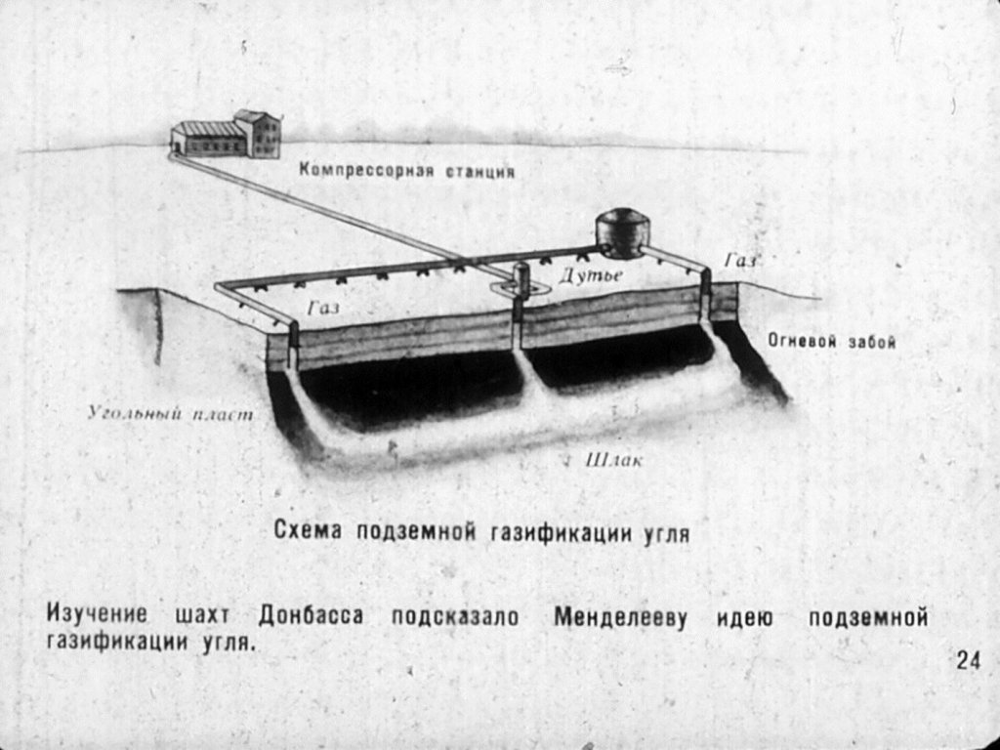 Компрессорная станция
Газ
Дутье
Газ
Огневой забой
Угольный пласт
Шлак
Схема подземной газификации угля
Изучение шахт Донбасса подсказало Менделееву идею подземной
газификации угля.
24